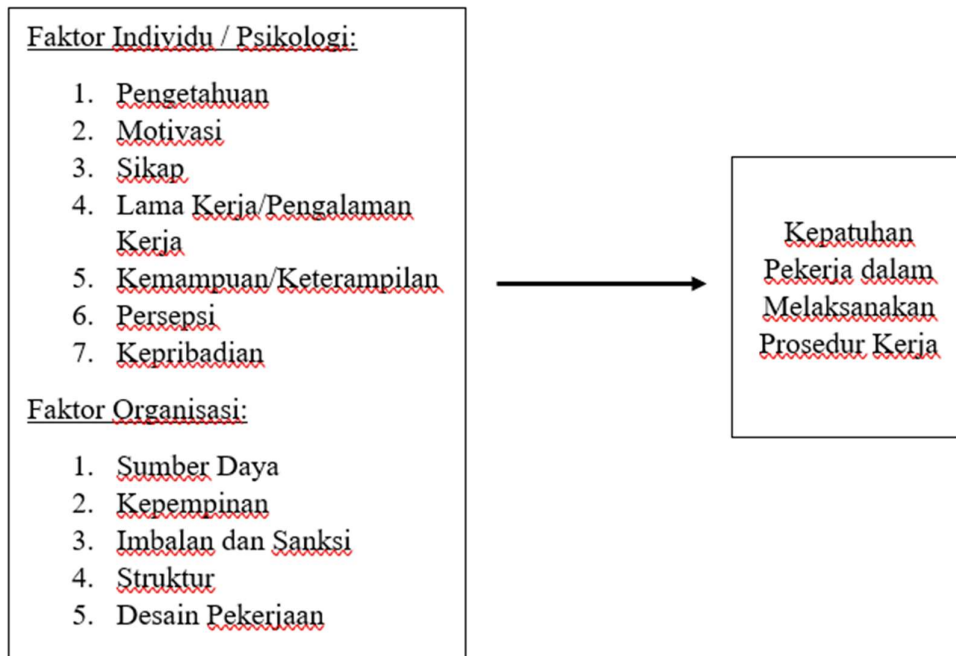 Faktor Individu / Psikologi:
1. Pengetahuan
2. Motivasi
3. Sikap
4. Lama Kerja/Pengalaman
Kerja
5. Kemampuan/Keterampilan
6. Persepsi
7. Kepribadian
Faktor Organisasi:
1. Sumber Daya
2. Kepempinan
3. Imbalan dan Sanksi
4. Struktur
5. Desain Pekerjaan
Kepatuhan
Pekerja dalam
Melaksanakan
Prosedur Kerja